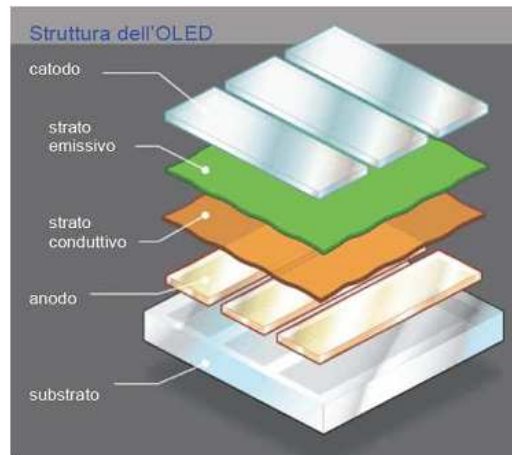 Struttura dell'OLED
catodo
strato
emissivo
strato
conduttivo
anodo
substrato